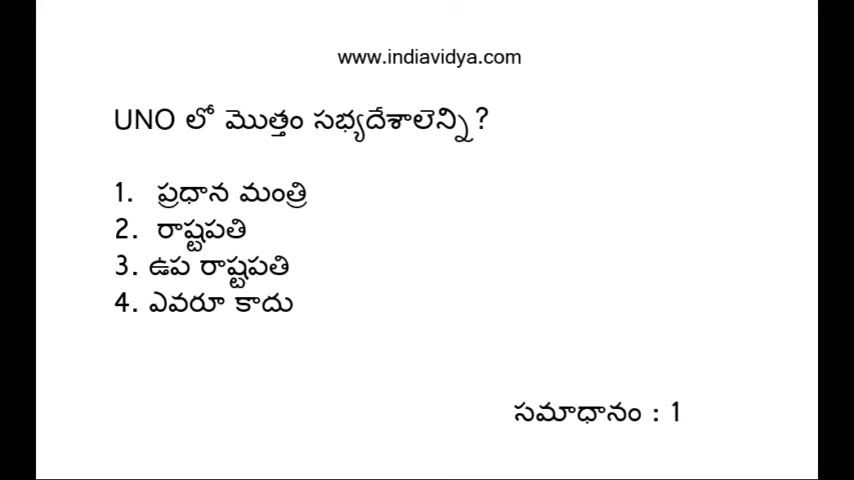 www.indiavidya.com
UNO లో మొత్తం సభ్యదేశాలెన్ని?
1. ప్రధాన మంత్రి
2. రాష్ట్రపతి
3. ఉప రాష్ట్రపతి
4. ఎవరూ కాదు
సమాధానం : 1